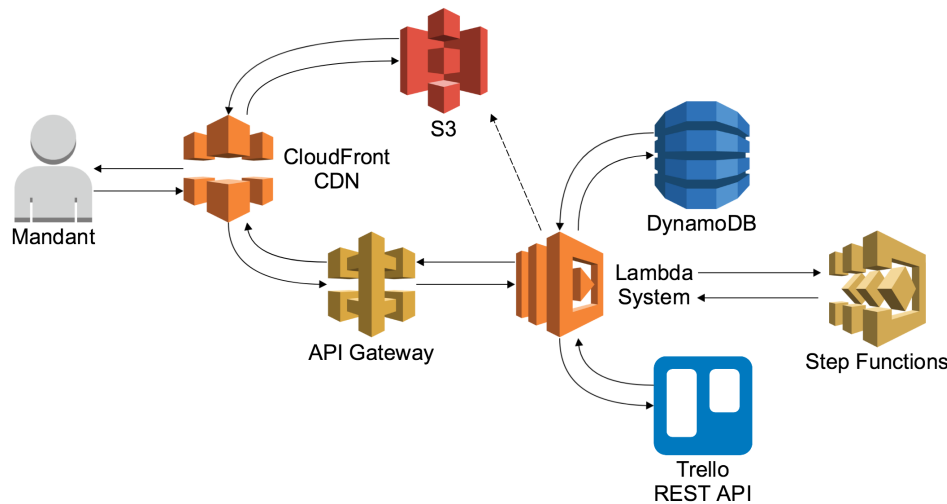 S3
CloudFront
CDN
Mandant
DynamoDB
Lambda
System
API Gateway
Step Functions
Trello
REST API